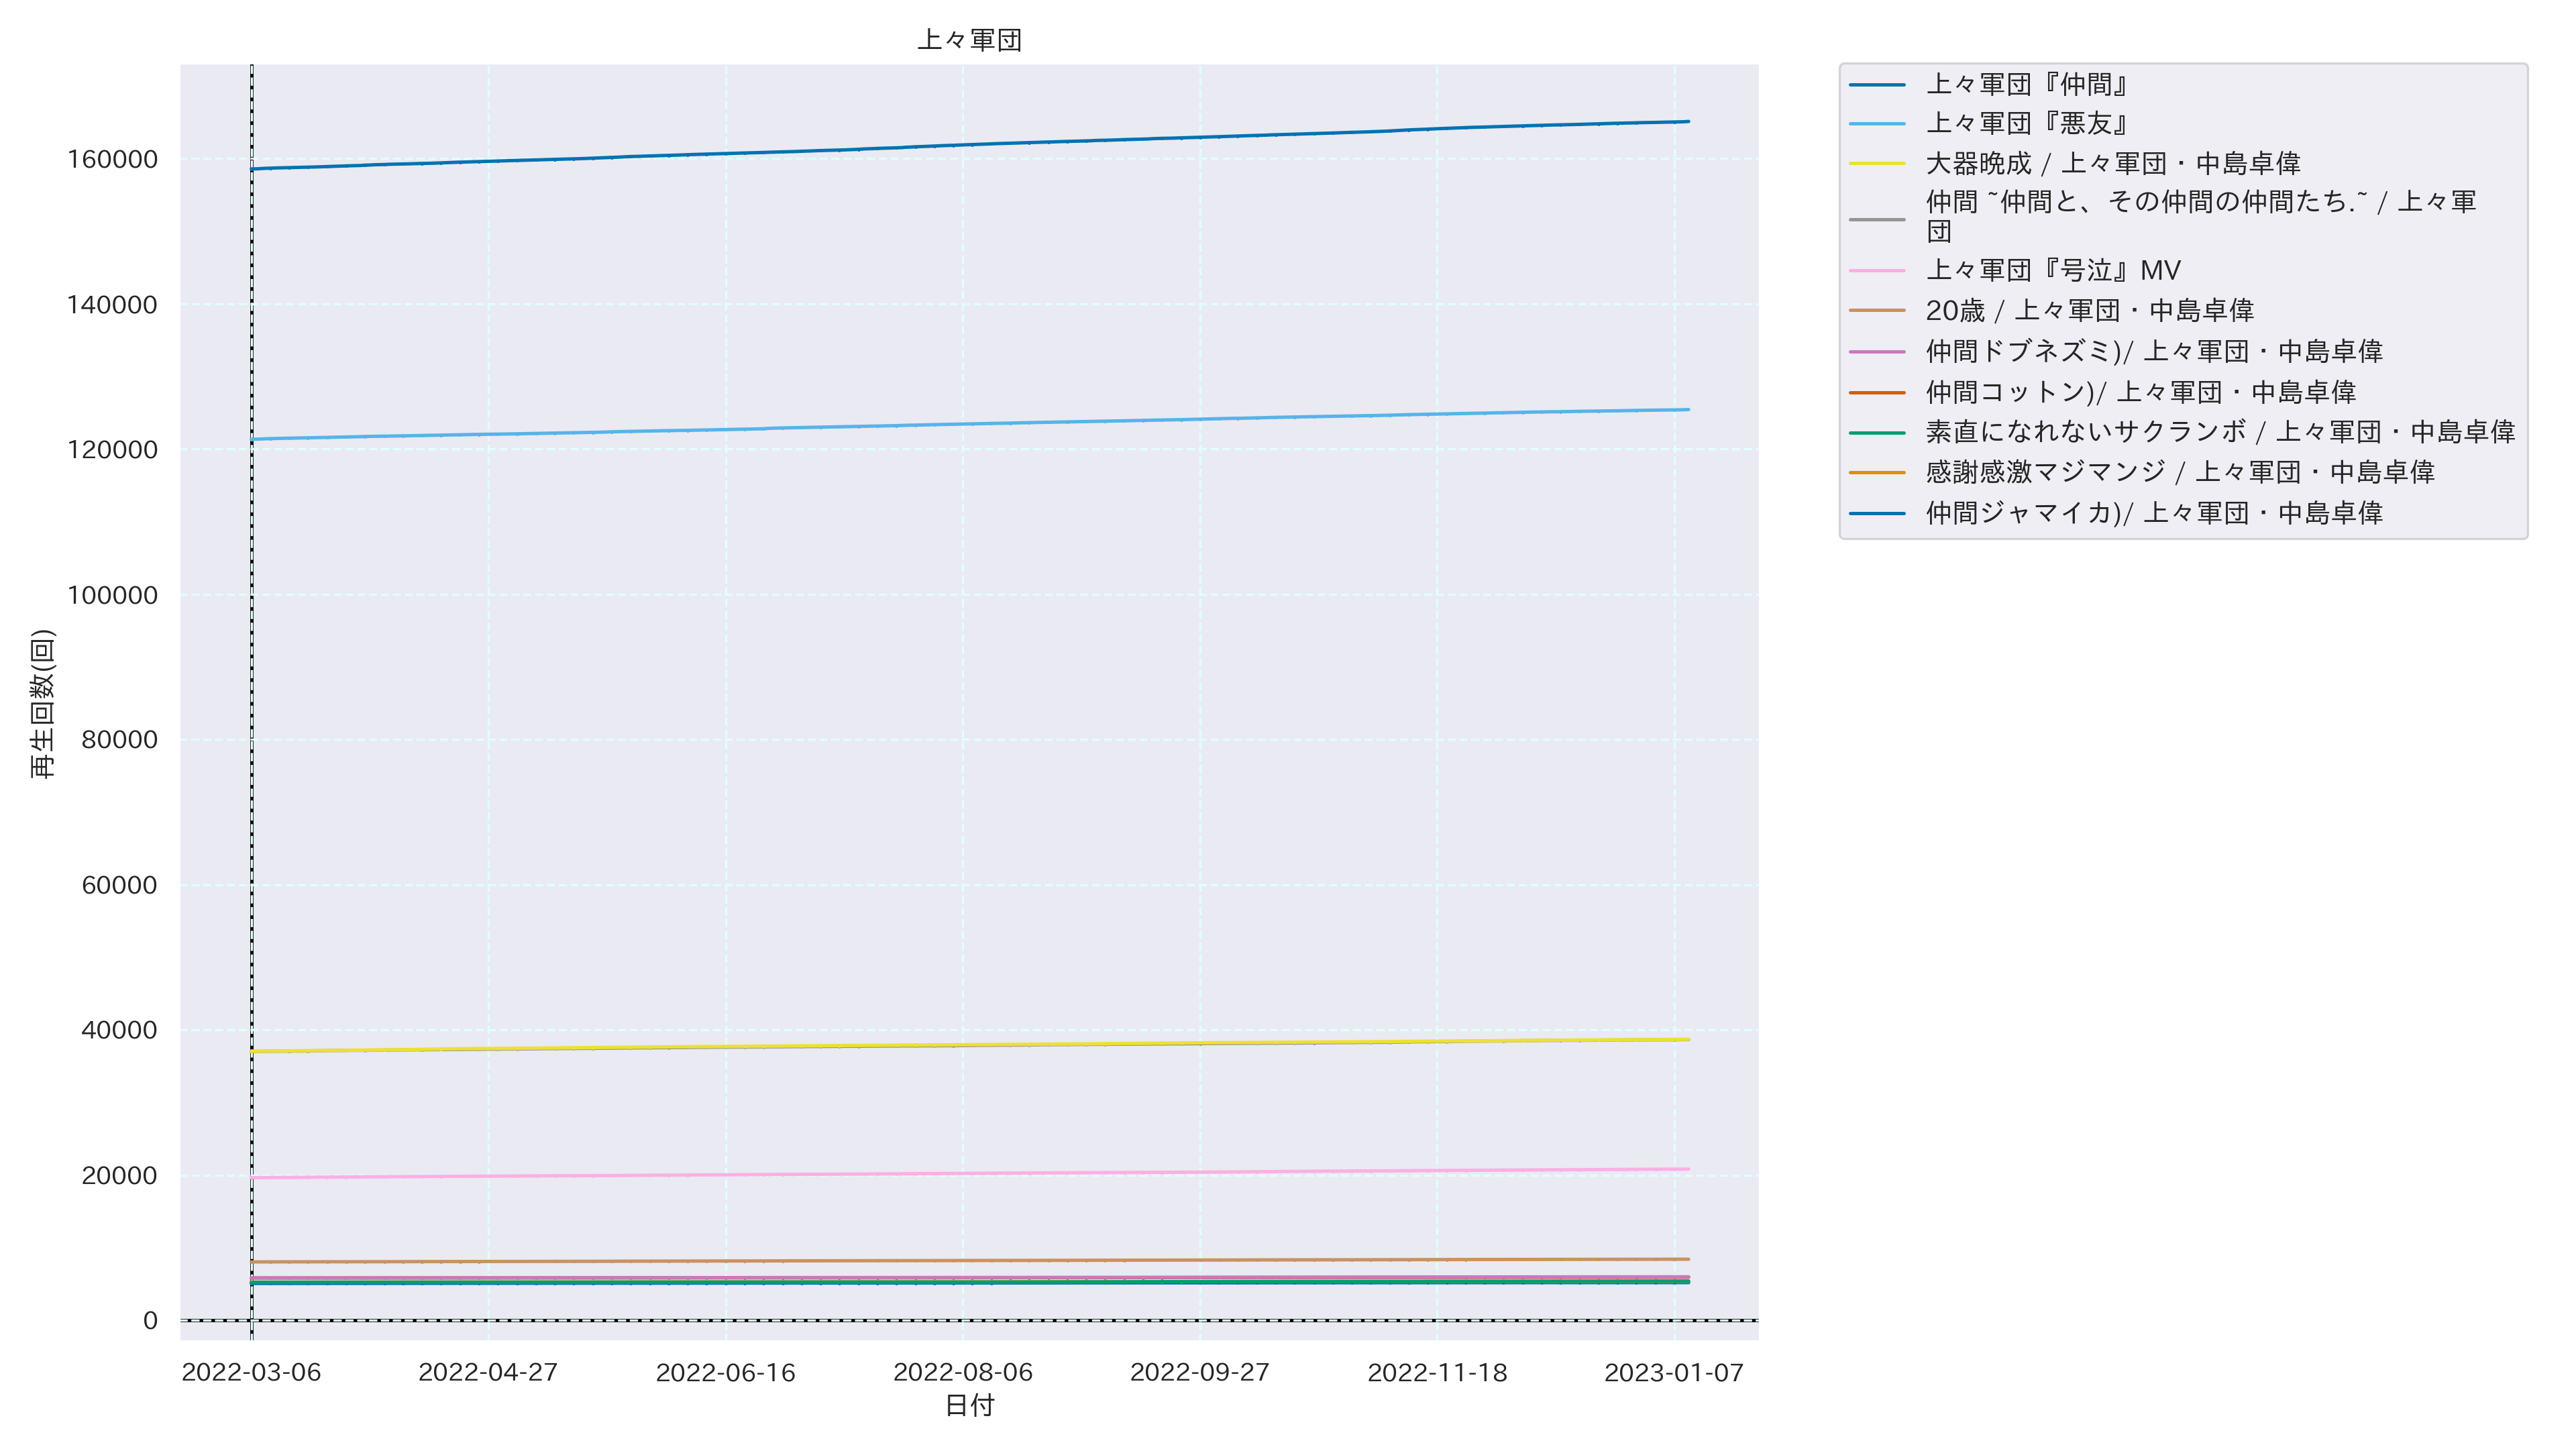 上々軍団
160000
140000
120000
100000
80000
60000
40000
20000
0
再生回数(回)
2022-03-06
2022-04-27
2022-06-16
2022-08-06
2022-09-27
2022-11-18
2023-01-07
日付
上々軍団『仲間』
上々軍団『悪友』
大器晩成 / 上々軍団・中島卓偉
仲間 ~仲間と、その仲間の仲間たち.~ / 上々軍
団
上々軍団『号泣』MV
20歳 / 上々軍団・中島卓偉
仲間ドブネズミ)/ 上々軍団・中島卓偉
仲間コットン)/ 上々軍団・中島卓偉
素直になれないサクランボ / 上々軍団・中島卓偉
感謝感激マジマンジ / 上々軍団・中島卓偉
仲間ジャマイカ)/ 上々軍団・中島卓偉